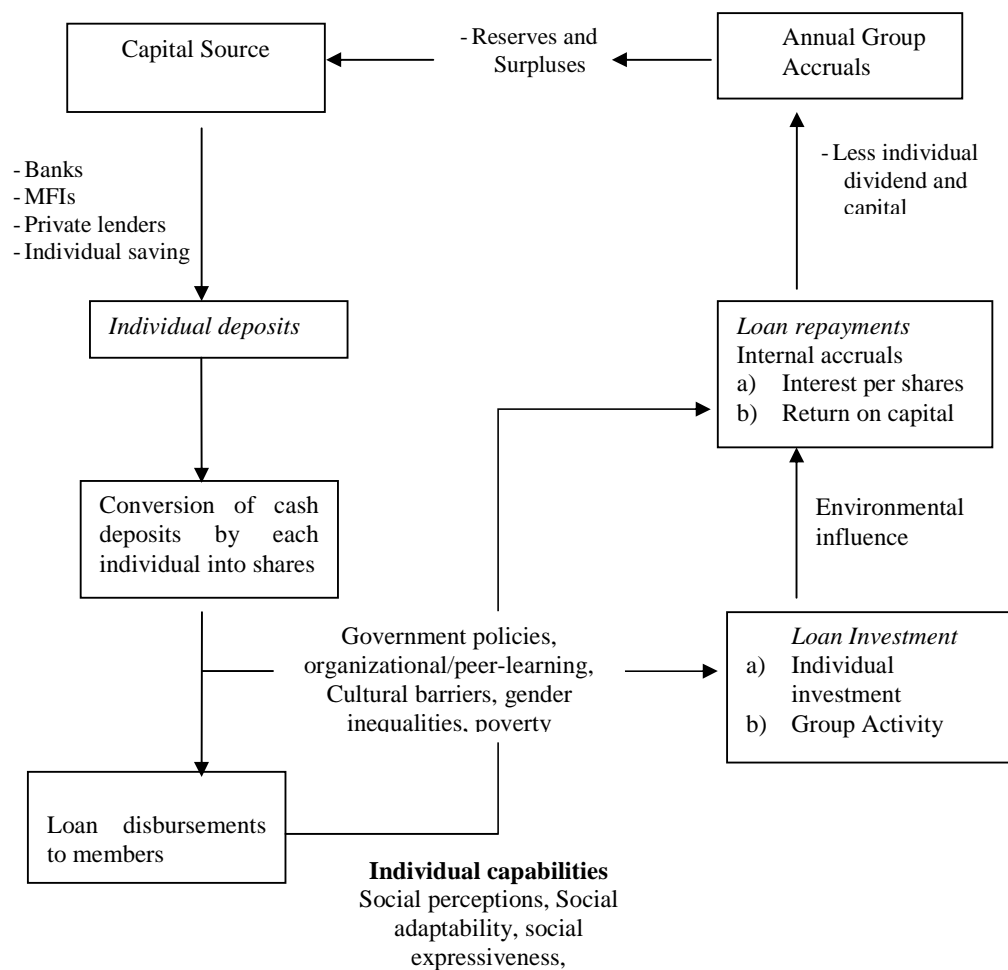 Capital Source
- Reserves and
Surpluses
Annual Group
Accruals
- Banks
- MFIs
- Private lenders
- Individual saving
- Less individual
dividend and
capital
Individual deposits
Loan repayments
Internal accruals
a) Interest per shares
b) Return on capital
Conversion of cash
deposits by each
individual into shares
Environmental
influence
Government policies,
organizational/peer-learning,
Cultural barriers, gender
inequalities, poverty
Loan Investment
a) Individual
investment
b) Group Activity
Loan disbursements
to members
Individual capabilities
Social perceptions, Social
adaptability, social
expressiveness,